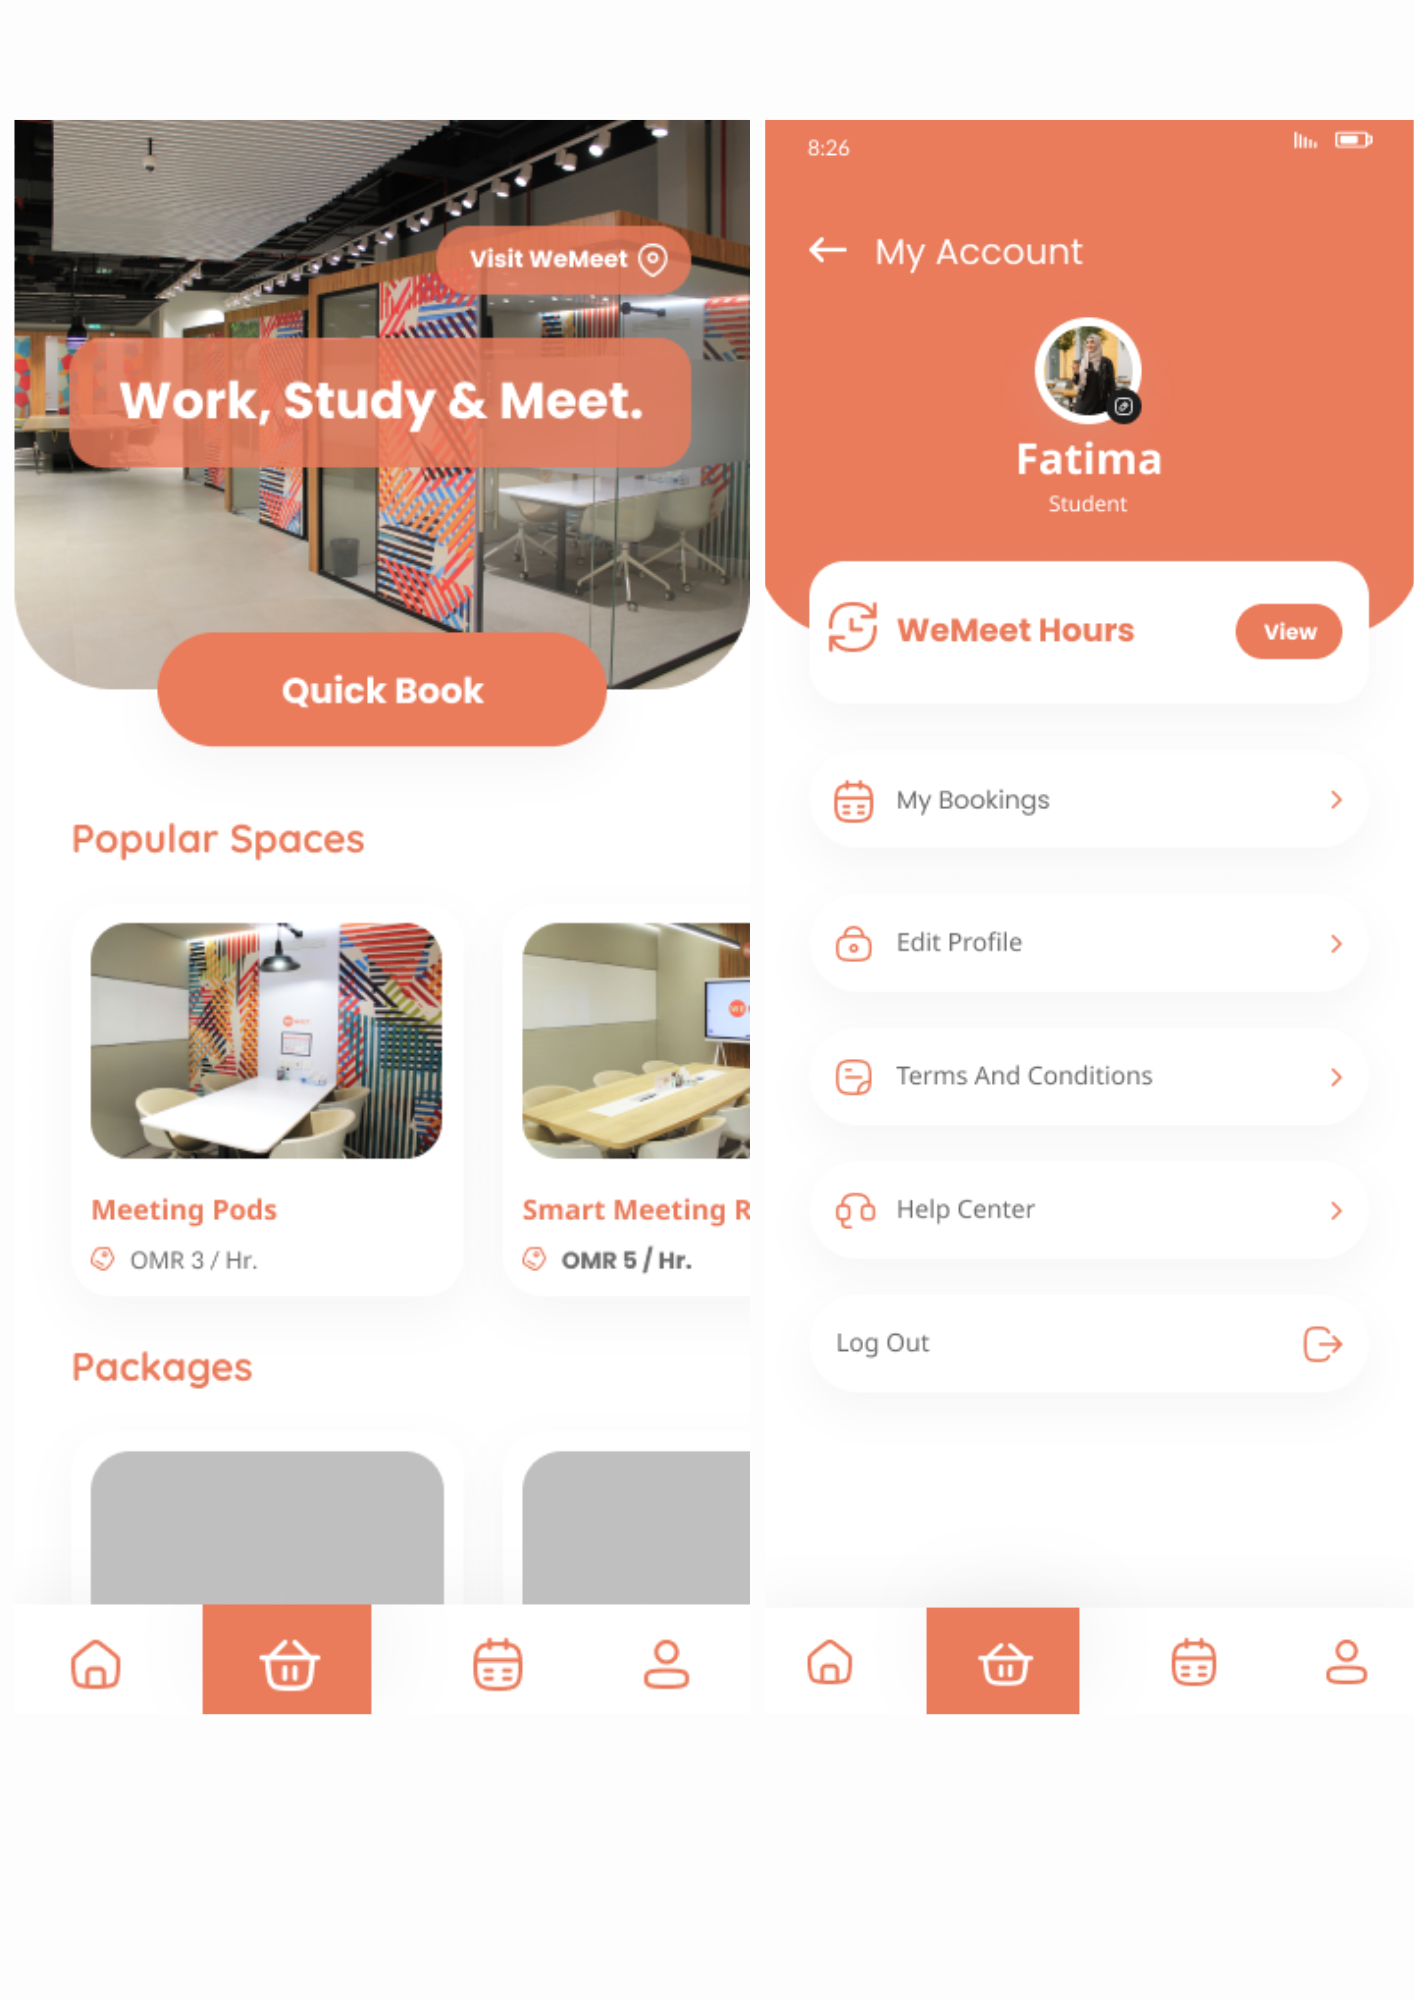 Visit WeMeet
Work, Study & Meet.
Quick Book
Popular Spaces
Meeting Pods
OMR 3 / Hr.
Smart Meeting R
OMR 5 / Hr.
Packages
8:26
My Account
Fatima
Student
WeMeet Hours
View
My Bookings
Edit Profile
Terms And Conditions
Help Center
Log Out